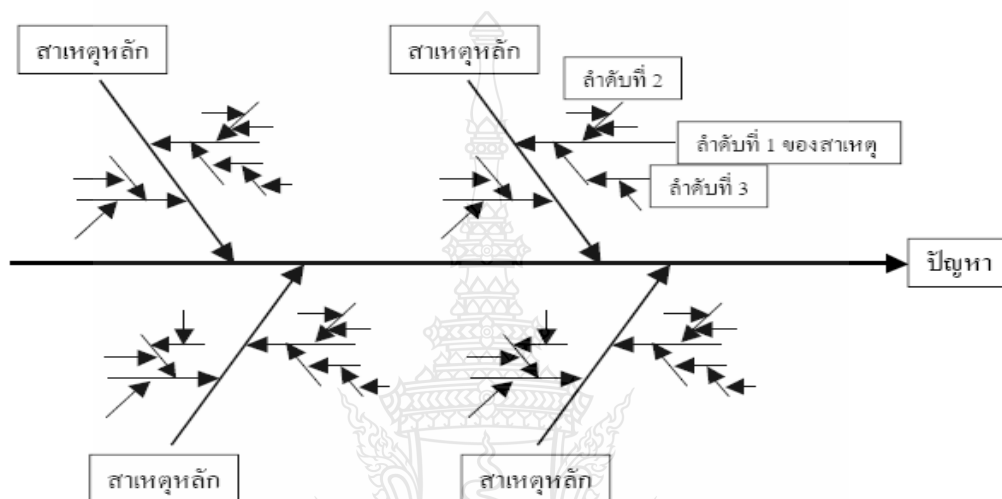 สาเหตุหลัก
สาเหตุหลัก
ลำดับที่ 2
ลำดับที่ 1 ของสาเหตุ
ลำดับที่ 3
ปัญหา
สาเหตุหลัก
สาเหตุหลัก